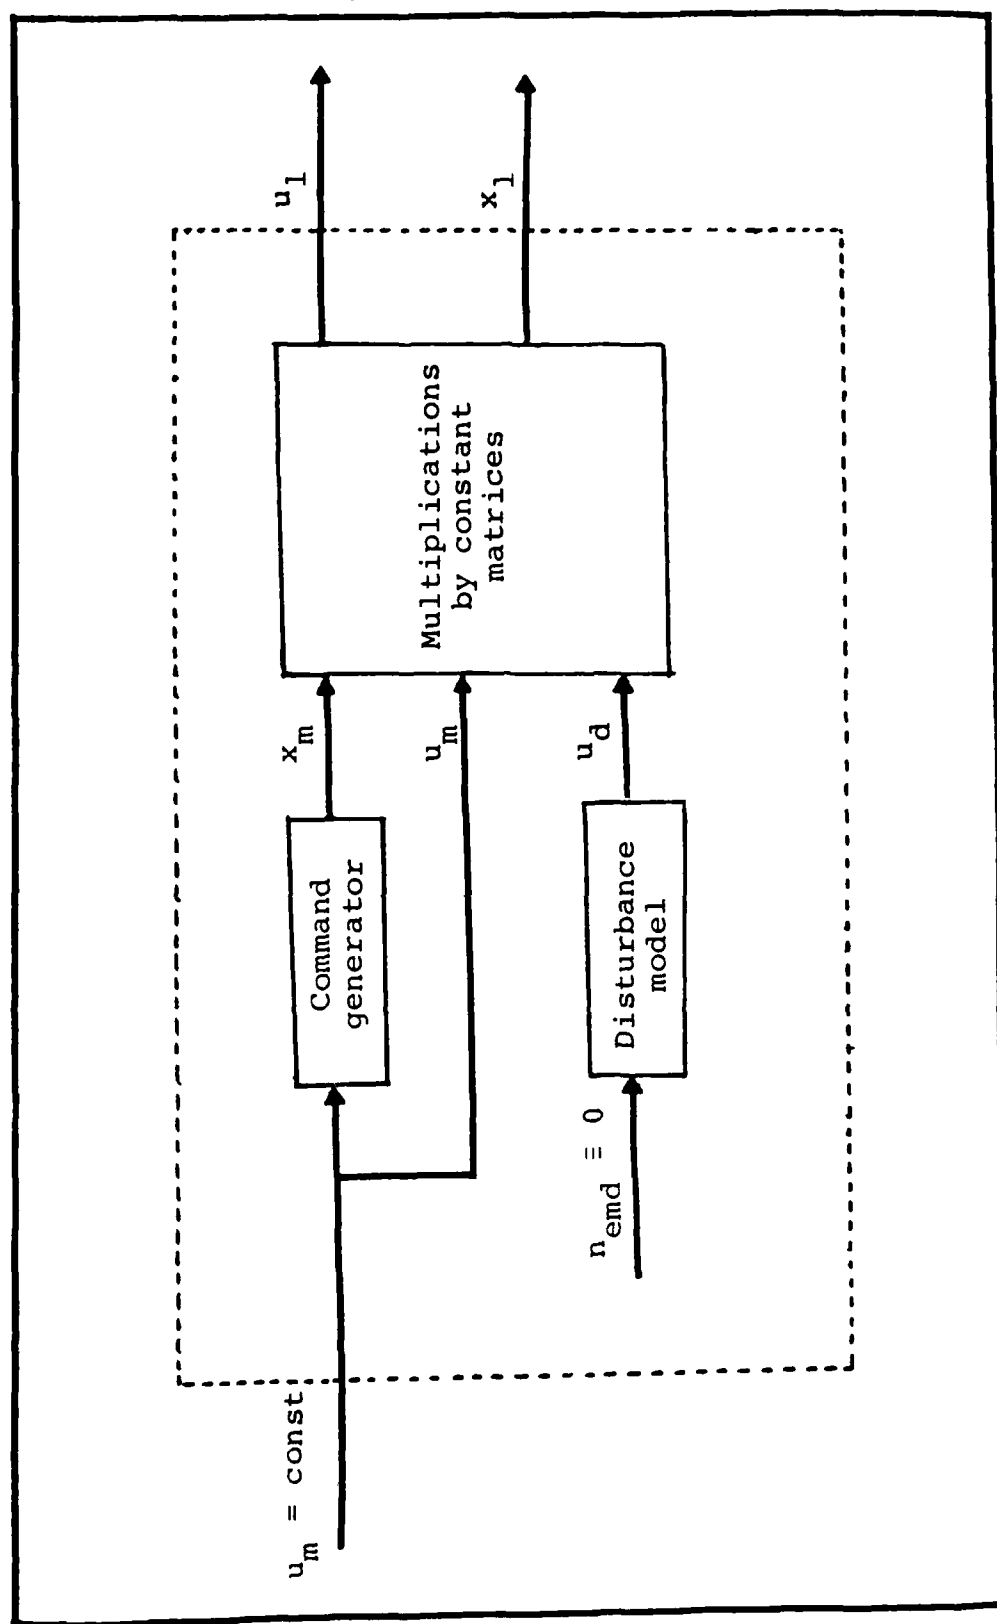 u_m = const
Command
generator
x_m
u_m
n_emd ≡ 0
Disturbance
model
u_d
Multiplications
by constant
matrices
u_1
x_1